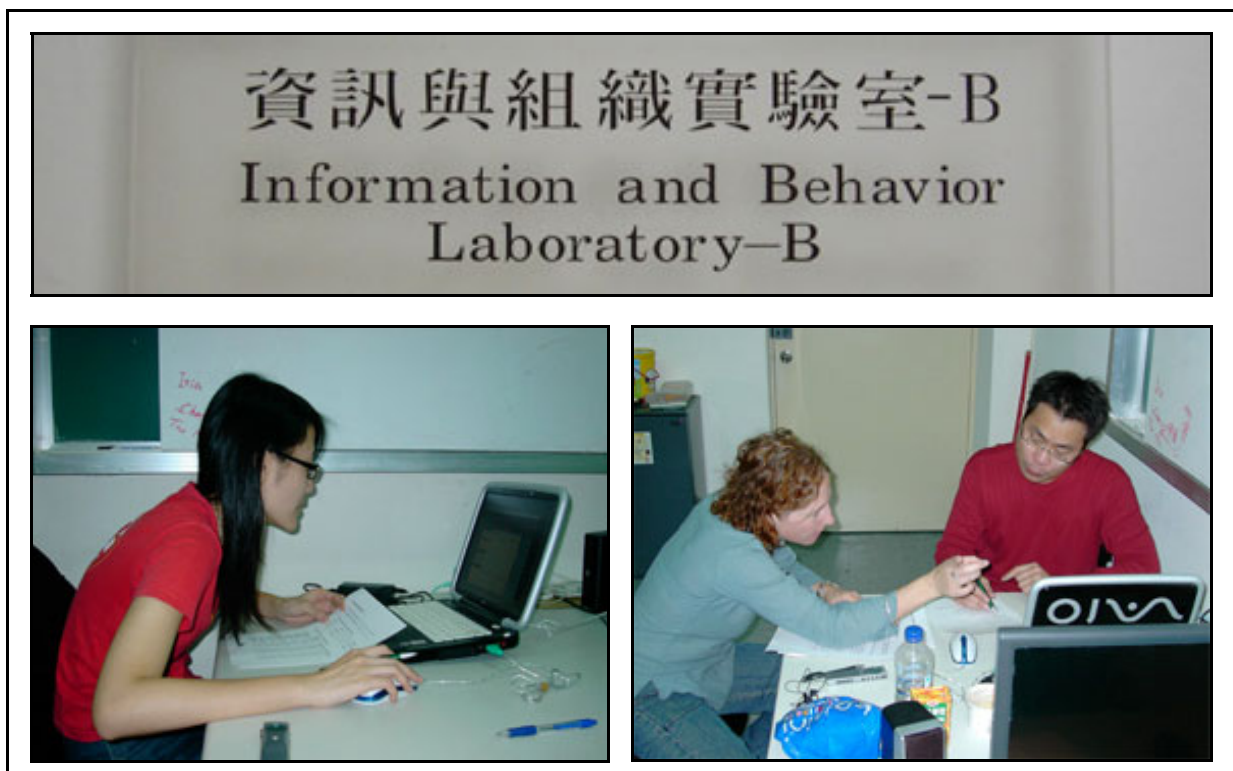 資訊與組織實驗室-B
Information and Behavior
Laboratory—B
VAIO